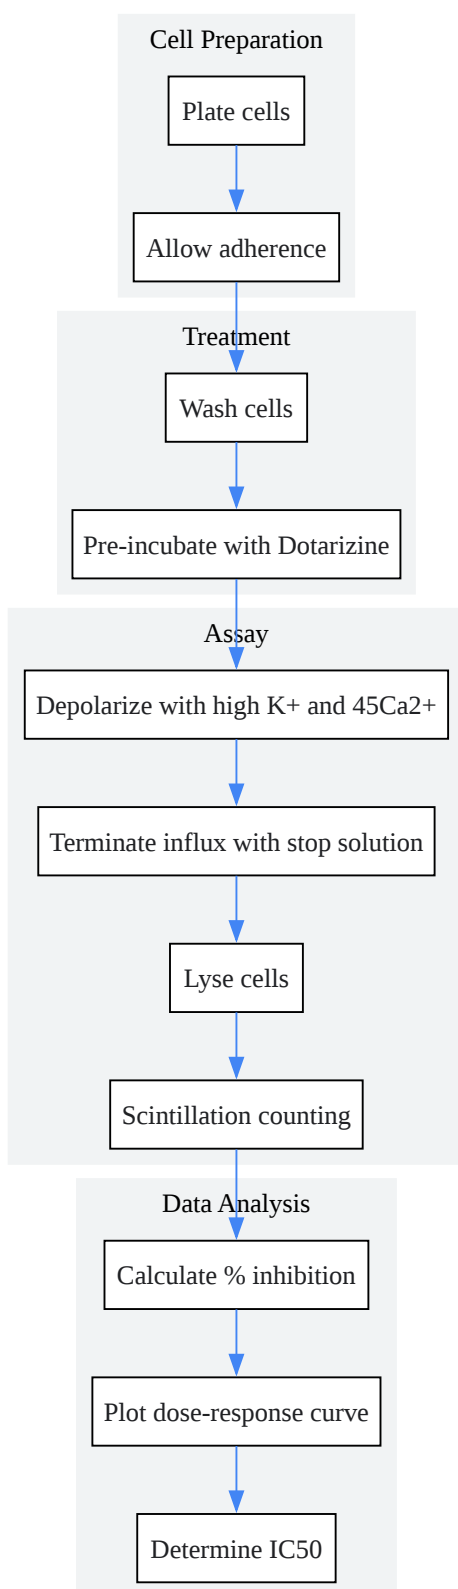 Cell Preparation
Plate cells
Allow adherence
Treatment
Wash cells
Pre-incubate with Dotarizine
Assay
Depolarize with high K+ and 45Ca2+
Terminate influx with stop solution
Lyse cells
Scintillation counting
Data Analysis
Calculate % inhibition
Plot dose-response curve
Determine IC50